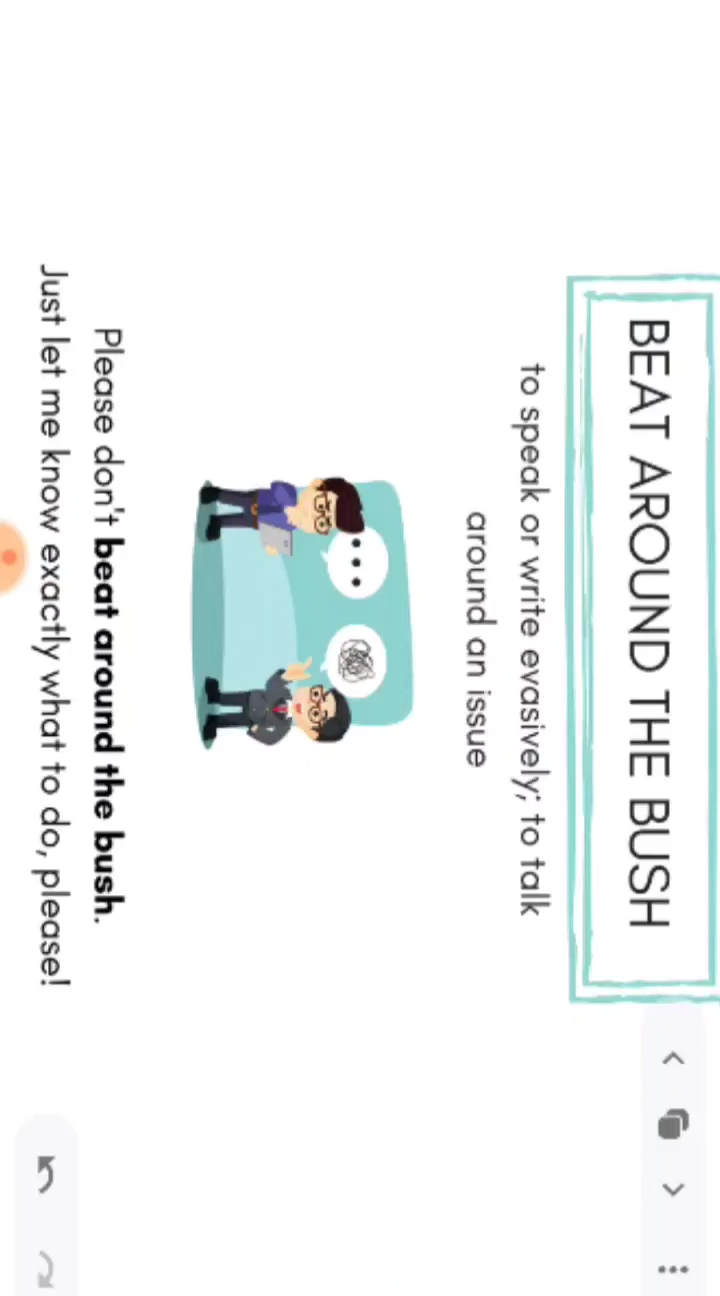 BEAT AROUND THE BUSH
to speak or write evasively; to talk
around an issue
Please don't beat around the bush.
Just let me know exactly what to do, please!